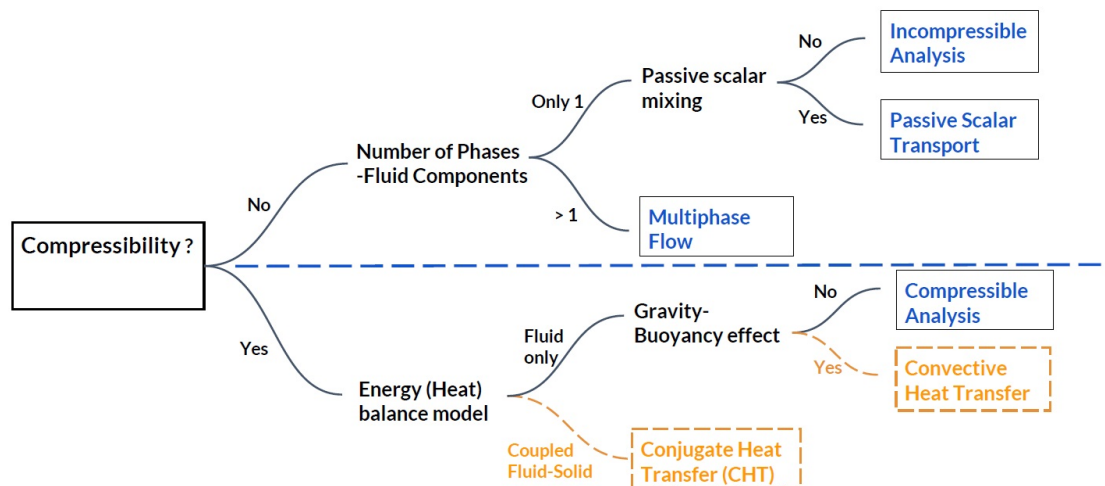 Compressibility ?
No
Number of Phases
-Fluid Components
Only 1
Passive scalar
mixing
No
Incompressible
Analysis
Yes
Passive Scalar
Transport
> 1
Multiphase
Flow
Yes
Energy (Heat)
balance model
Fluid
only
Gravity-
Buoyancy effect
No
Compressible
Analysis
Yes
Convective
Heat Transfer
Coupled
Fluid-Solid
Conjugate Heat
Transfer (CHT)